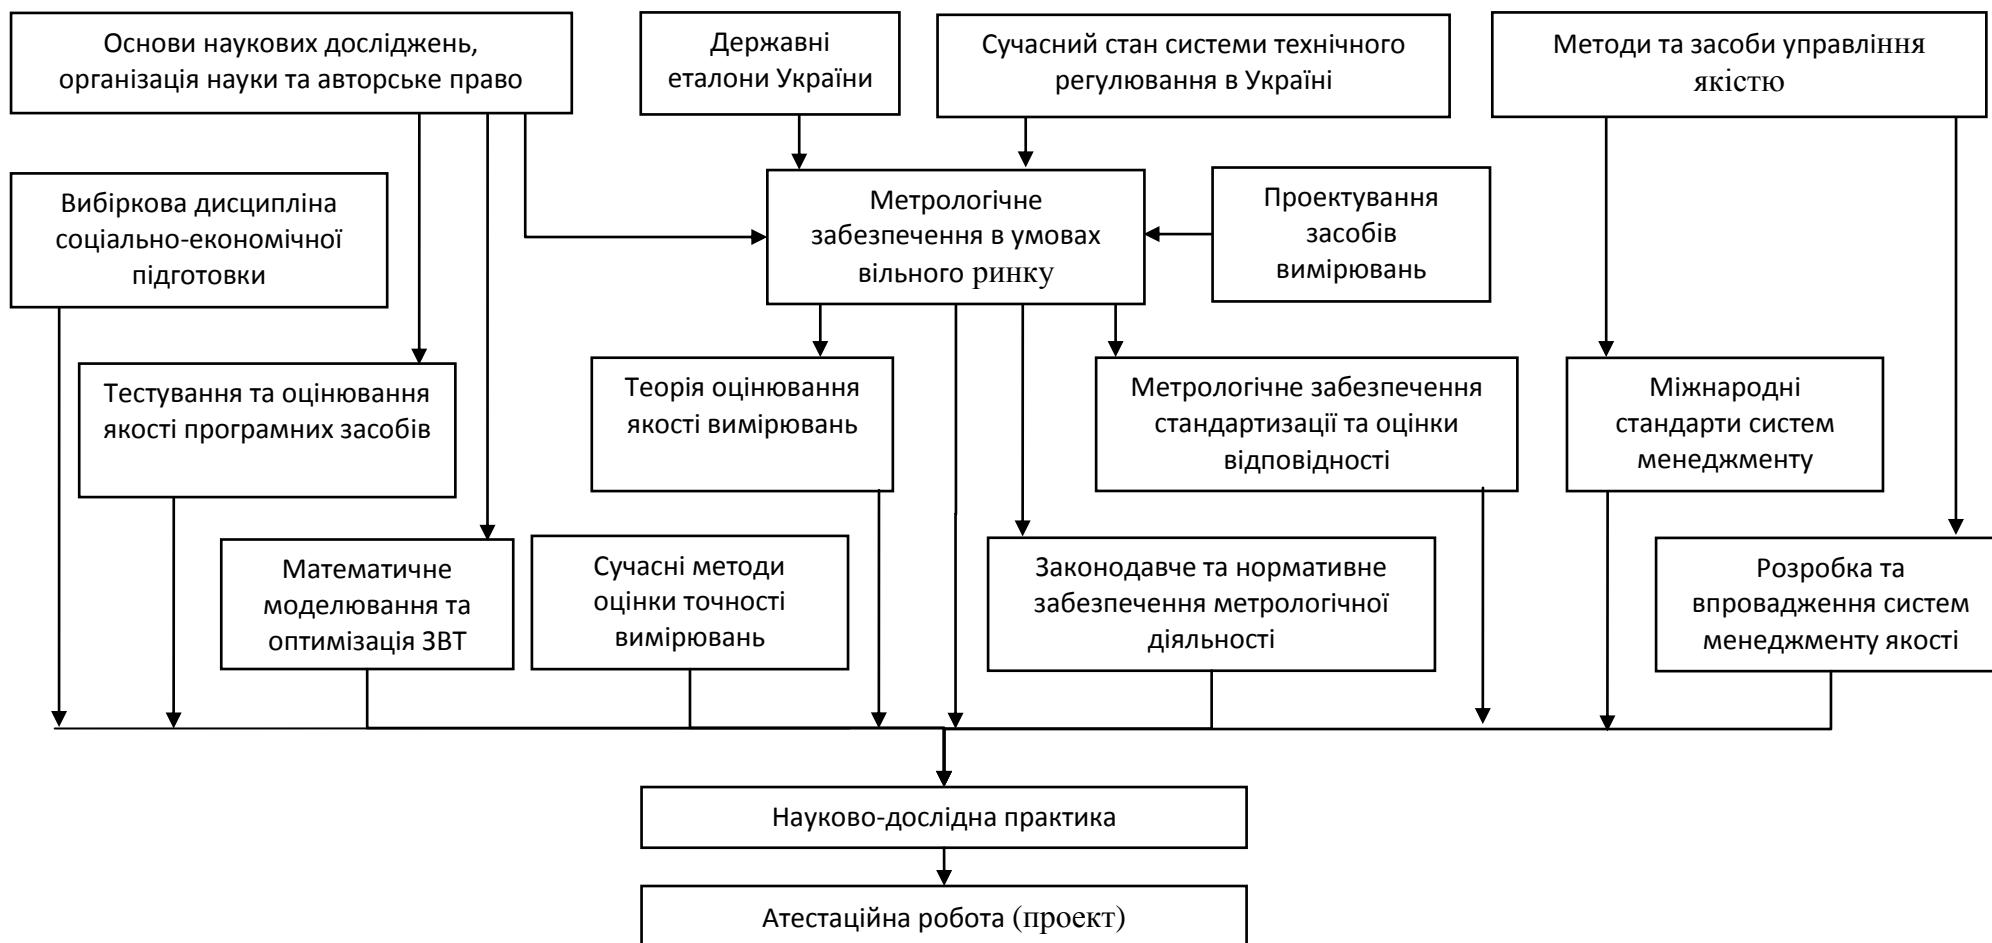 Основи наукових досліджень,
організація науки та авторське право
Державні
еталони України
Сучасний стан системи технічного
регулювання в Україні
Методи та засоби управління
якістю
Вибіркова дисципліна
соціально-економічної
підготовки
Метрологічне
забезпечення в умовах
вільного ринку
Проектування
засобів
вимірювань
Тестування та оцінювання
якості програмних засобів
Теорія оцінювання
якості вимірювань
Метрологічне забезпечення
стандартизації та оцінки
відповідності
Міжнародні
стандарти систем
менеджменту
Математичне
моделювання та
оптимізація ЗВТ
Сучасні методи
оцінки точності
вимірювань
Законодавче та нормативне
забезпечення метрологічної
діяльності
Розробка та
впровадження систем
менеджменту якості
Науково-дослідна практика
Атестаційна робота (проект)